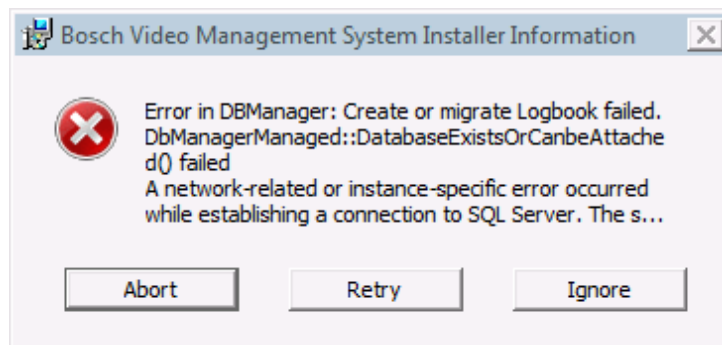 Bosch Video Management System Installer Information
Error in DBManager: Create or migrate Logbook failed.
DbManagerManaged::DatabaseExistsOrCanbeAttache
d() failed
A network-related or instance-specific error occurred
while establishing a connection to SQL Server. The s...
Abort
Retry
Ignore